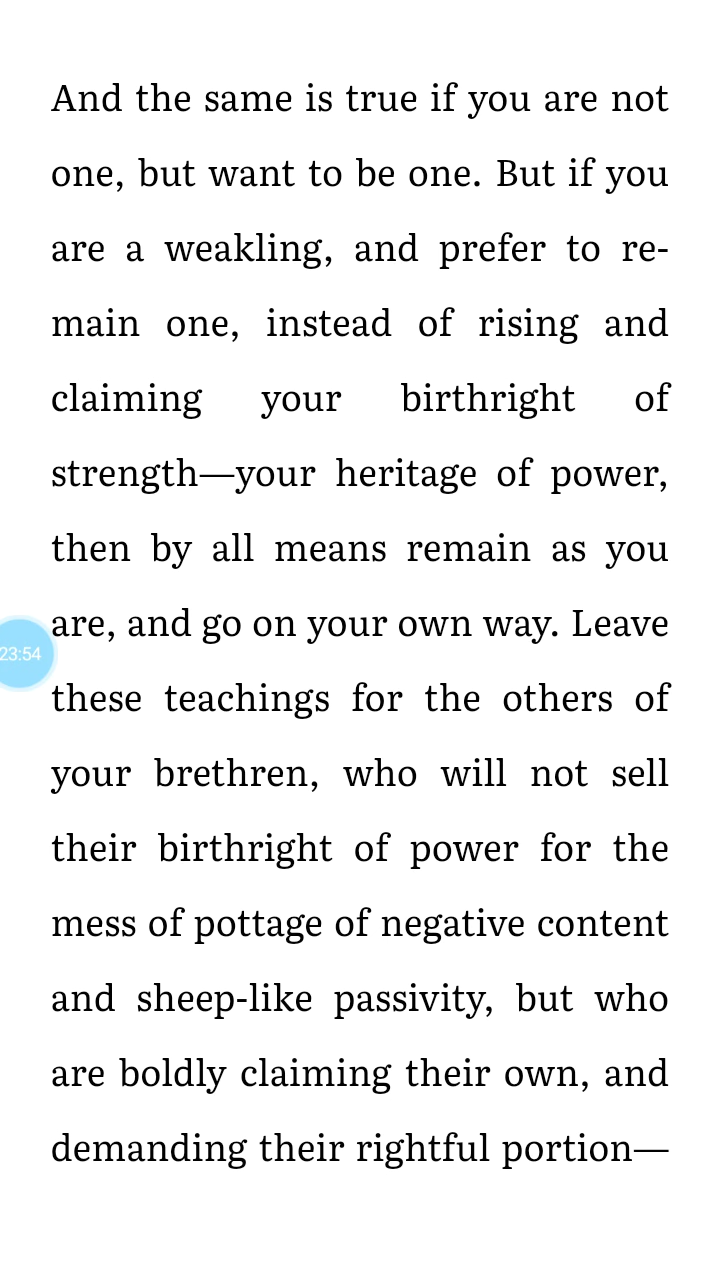 And the same is true if you are not
one, but want to be one. But if you
are a weakling, and prefer to re-
main one, instead of rising and
claiming your birthright of
strength—your heritage of power,
then by all means remain as you
are, and go on your own way. Leave
23:54
these teachings for the others of
your brethren, who will not sell
their birthright of power for the
mess of pottage of negative content
and sheep-like passivity, but who
are boldly claiming their own, and
demanding their rightful portion—